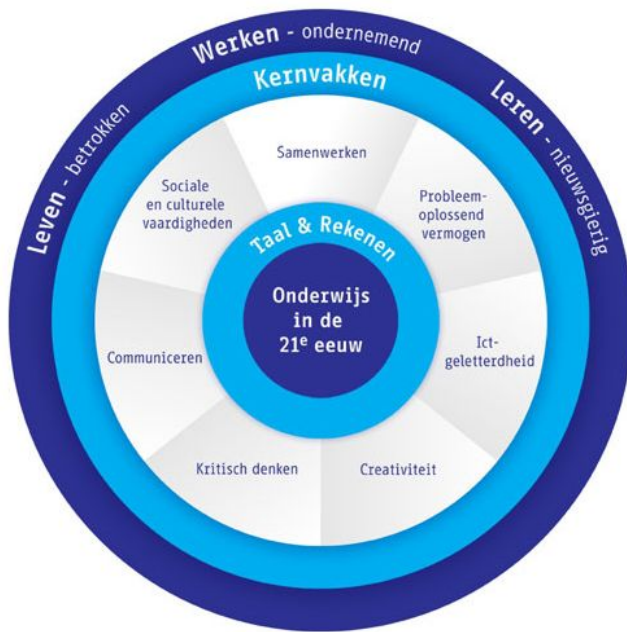 Werken - ondernemend
Leven - betrokken
Leren - nieuwsgierig
Kernvakken
Samenwerken
Sociale
en culturele
vaardigheden
Probleem-
oplossend
vermogen
Taal & Rekenen
Onderwijs
in de
21e eeuw
Communiceren
Ict-
geletterdheid
Kritisch denken
Creativiteit